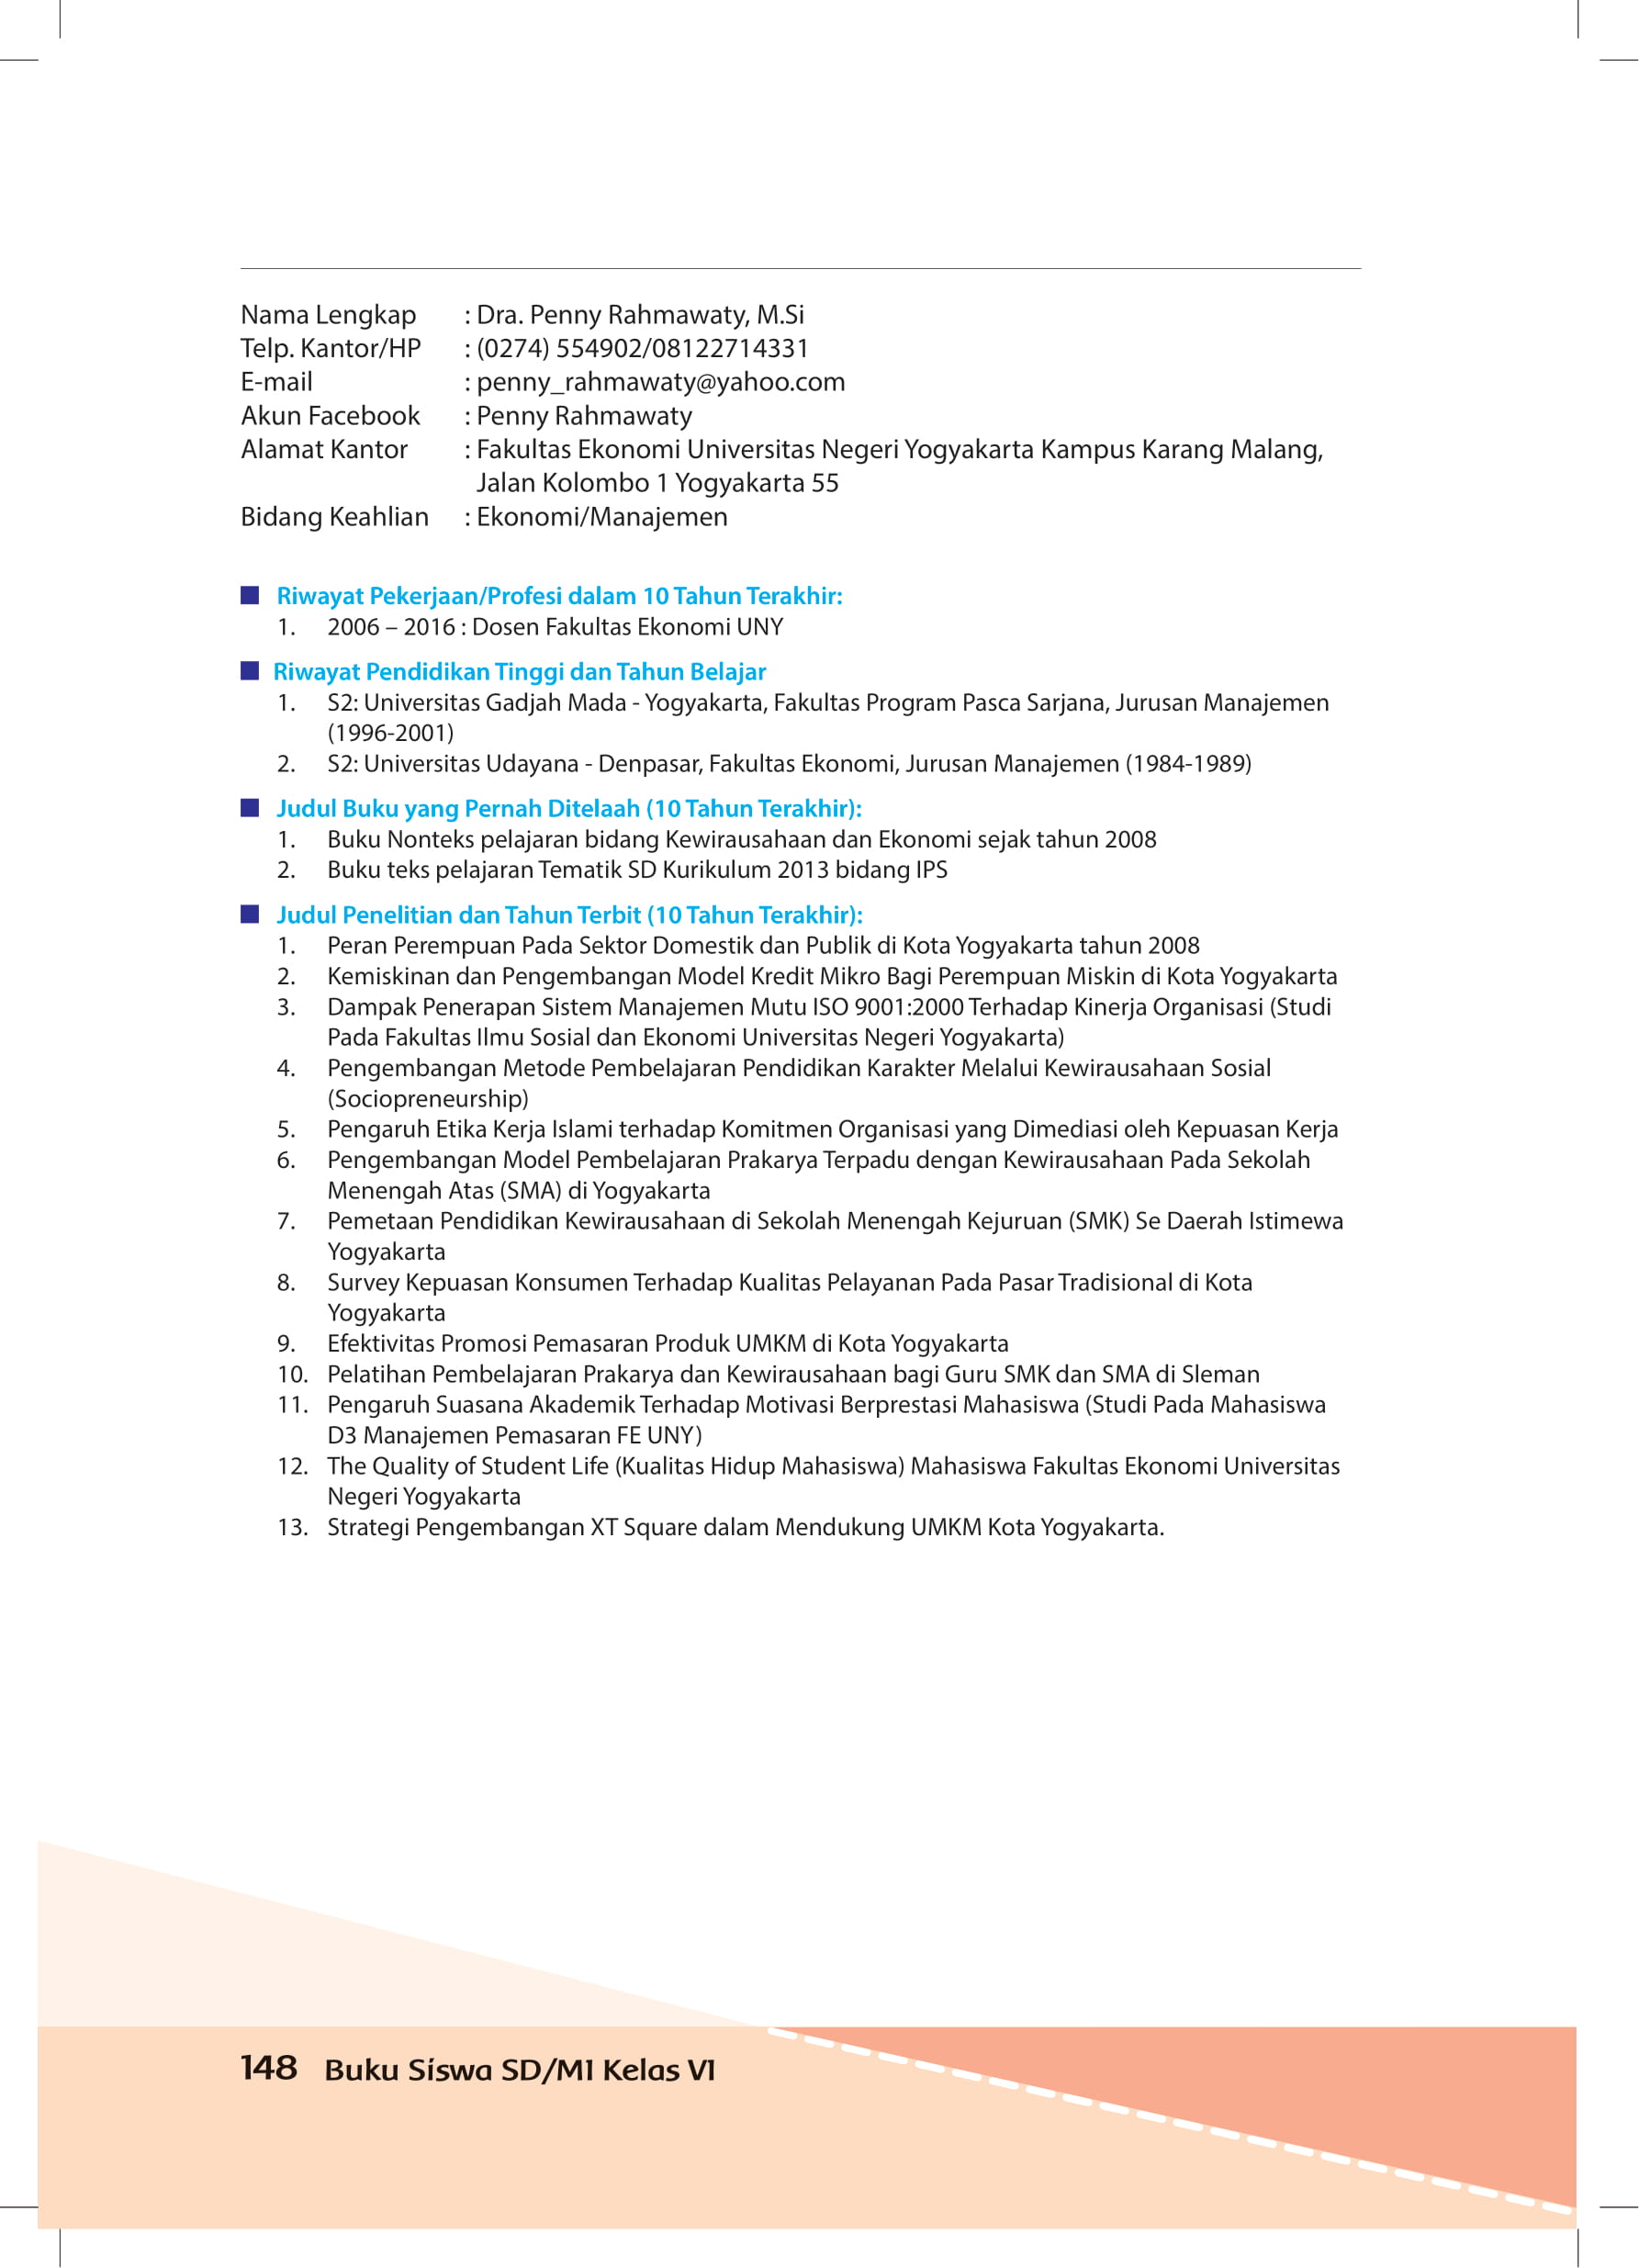 Nama Lengkap : Dra. Penny Rahmawaty, M.Si
Telp. Kantor/HP : (0274) 554902/08122714331
E-mail : penny_rahmawaty@yahoo.com
Akun Facebook : Penny Rahmawaty
Alamat Kantor : Fakultas Ekonomi Universitas Negeri Yogyakarta Kampus Karang Malang,
Jalan Kolombo 1 Yogyakarta 55
Bidang Keahlian : Ekonomi/Manajemen
Riwayat Pekerjaan/Profesi dalam 10 Tahun Terakhir:
1. 2006 – 2016 : Dosen Fakultas Ekonomi UNY
Riwayat Pendidikan Tinggi dan Tahun Belajar
1. S2: Universitas Gadjah Mada - Yogyakarta, Fakultas Program Pasca Sarjana, Jurusan Manajemen
(1996-2001)
2. S2: Universitas Udayana - Denpasar, Fakultas Ekonomi, Jurusan Manajemen (1984-1989)
Judul Buku yang Pernah Ditelaah (10 Tahun Terakhir):
1. Buku Nonteks pelajaran bidang Kewirausahaan dan Ekonomi sejak tahun 2008
2. Buku teks pelajaran Tematik SD Kurikulum 2013 bidang IPS
Judul Penelitian dan Tahun Terbit (10 Tahun Terakhir):
1. Peran Perempuan Pada Sektor Domestik dan Publik di Kota Yogyakarta tahun 2008
2. Kemiskinan dan Pengembangan Model Kredit Mikro Bagi Perempuan Miskin di Kota Yogyakarta
3. Dampak Penerapan Sistem Manajemen Mutu ISO 9001:2000 Terhadap Kinerja Organisasi (Studi
Pada Fakultas Ilmu Sosial dan Ekonomi Universitas Negeri Yogyakarta)
4. Pengembangan Metode Pembelajaran Pendidikan Karakter Melalui Kewirausahaan Sosial
(Sociopreneurship)
5. Pengaruh Etika Kerja Islami terhadap Komitmen Organisasi yang Dimediasi oleh Kepuasan Kerja
6. Pengembangan Model Pembelajaran Prakarya Terpadu dengan Kewirausahaan Pada Sekolah
Menengah Atas (SMA) di Yogyakarta
7. Pemetaan Pendidikan Kewirausahaan di Sekolah Menengah Kejuruan (SMK) Se Daerah Istimewa
Yogyakarta
8. Survey Kepuasan Konsumen Terhadap Kualitas Pelayanan Pada Pasar Tradisional di Kota
Yogyakarta
9. Efektivitas Promosi Pemasaran Produk UMKM di Kota Yogyakarta
10. Pelatihan Pembelajaran Prakarya dan Kewirausahaan bagi Guru SMK dan SMA di Sleman
11. Pengaruh Suasana Akademik Terhadap Motivasi Berprestasi Mahasiswa (Studi Pada Mahasiswa
D3 Manajemen Pemasaran FE UNY)
12. The Quality of Student Life (Kualitas Hidup Mahasiswa) Mahasiswa Fakultas Ekonomi Universitas
Negeri Yogyakarta
13. Strategi Pengembangan XT Square dalam Mendukung UMKM Kota Yogyakarta.
148 Buku Siswa SD/MI Kelas VI